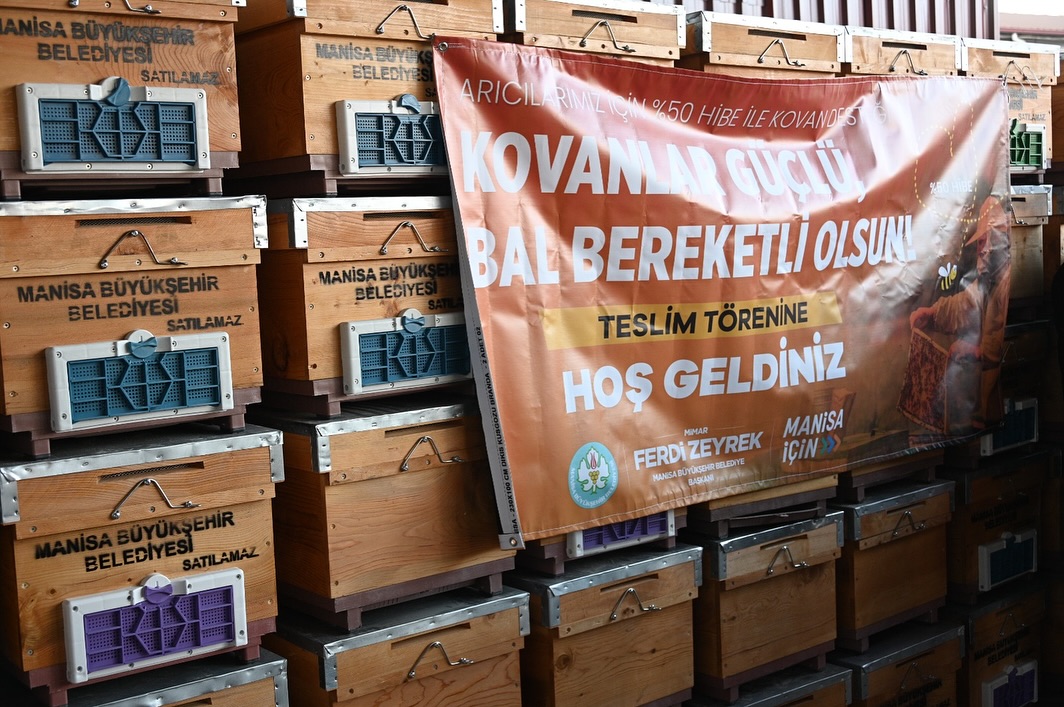 MANİSA BÜYÜKŞEHİR
BELEDİYESİ
SATILAMAZ
MANİSA BÜYÜKŞEHİR
BELEDİYESİ
MANİSA BÜYÜKŞEHİR
BELEDİYESİ
SATILAMAZ
MANİSA BÜYÜKŞEHİR
BELEDİYESİ
MANİSA BÜYÜKŞEHİR
BELEDİYESİ
SATILAMAZ
ARICILARIMIZ İÇİN %50 HİBE İLE
KOVANLAR GÜÇLÜ,
BAL BEREKETLİ OLSUN!
TESLİM TÖRENİNE
HOŞ GELDİNİZ
MİMAR
FERDİ ZEYREK
MANİSA BÜYÜKŞEHİR BELEDİYE
BAŞKANI
MANİSA
İÇİN
%50 HİBE